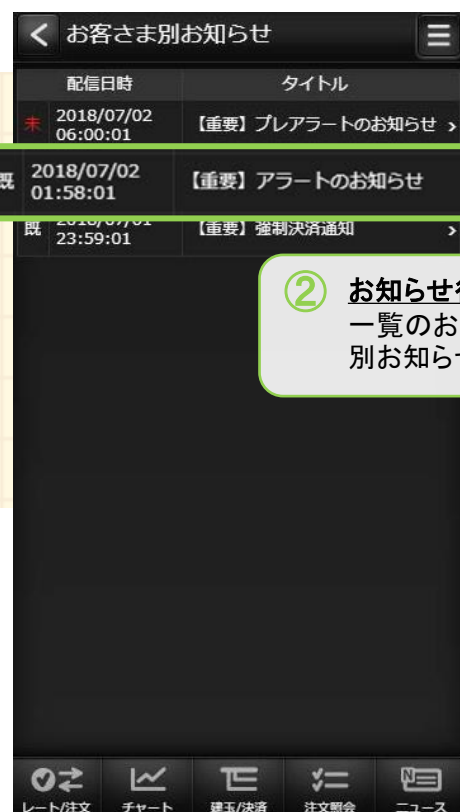 お客さま別お知らせ
配信日時 タイトル
未 2018/07/02 06:00:01 【重要】プレアラートのお知らせ
既 2018/07/02 01:58:01 【重要】アラートのお知らせ
既 2018/07/01 23:59:01 【重要】強制決済通知
② お知らせ
一覧のお
別お知らせ
レート/注文 チャート 建玉/決済 注文照会 ニュース